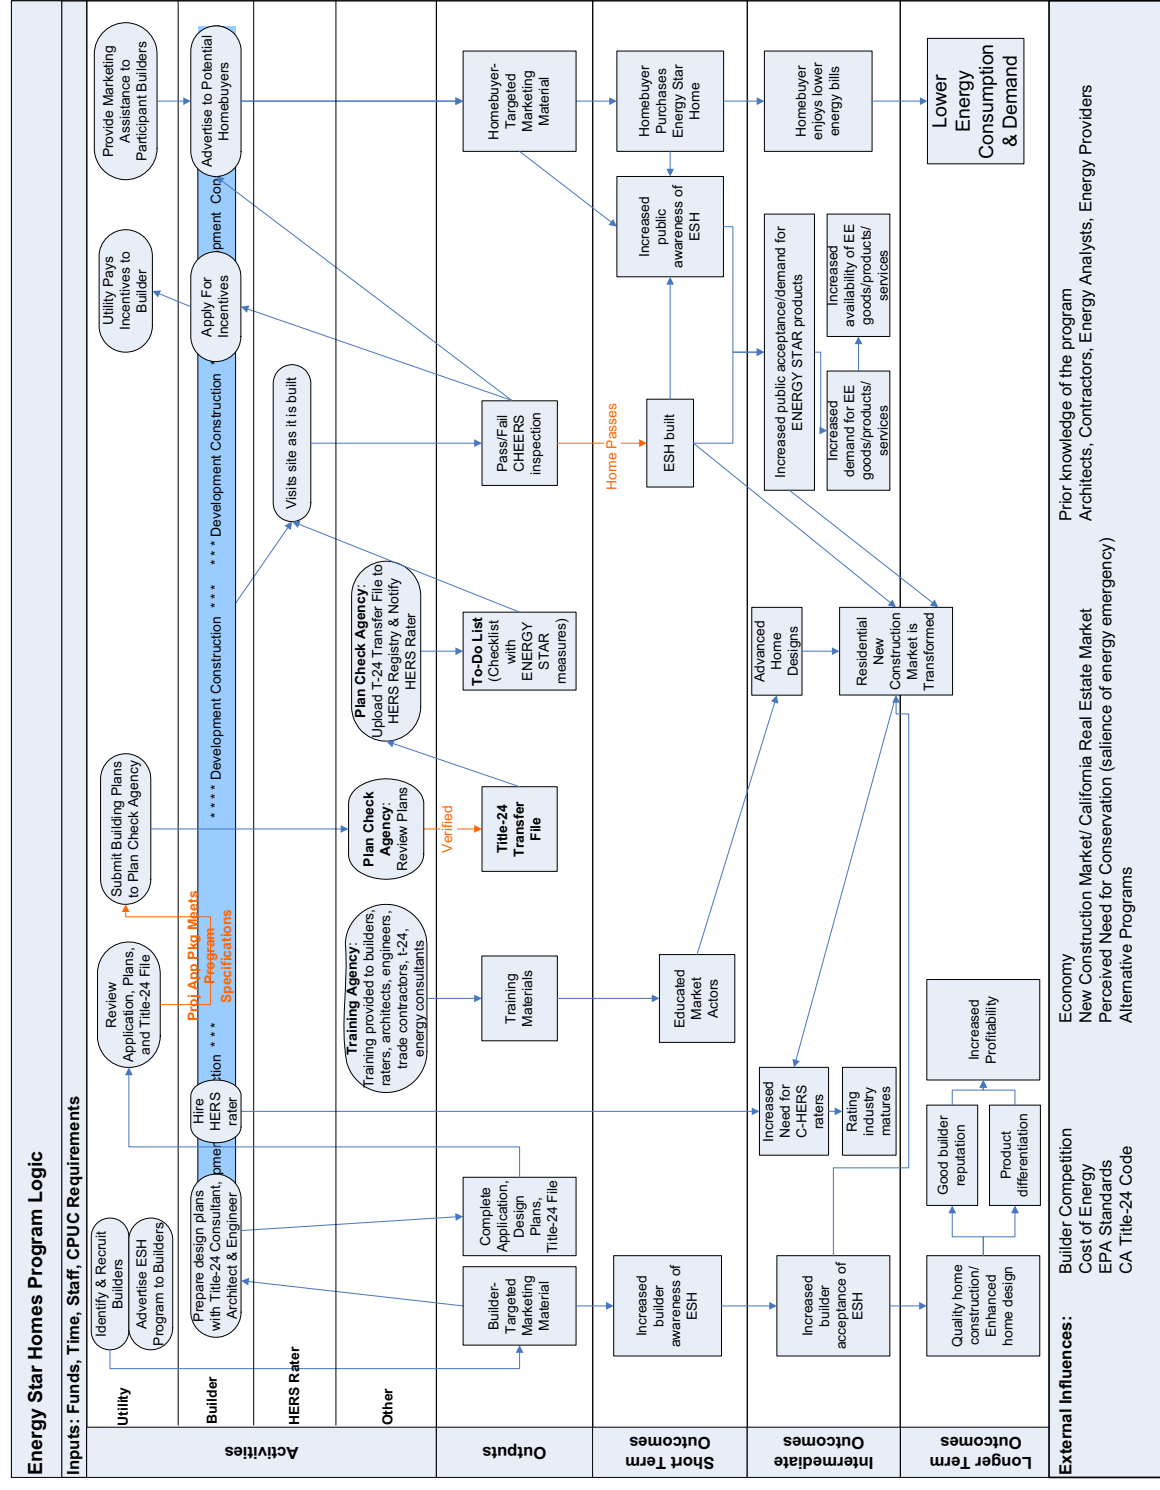 Energy Star Homes Program Logic
Inputs: Funds, Time, Staff, CPUC Requirements
Activities
Utility
Identify & Recruit
Builders
Advertise ESH
Program to Builders
Review
Application, Plans,
and Title-24 File
Submit Building Plans
to Plan Check Agency
Utility Pays
Incentives to
Builder
Provide Marketing
Assistance to
Participant Builders
Builder
Prepare design plans
with Title-24 Consultant,
Architect & Engineer
pmen
Hire
HERS
rater
ction * * *
Proj App Pkg Meets
Program
Specifications
* * * * Development Construction * * *
* * * Development Construction *
Apply For
Incentives
pment Con
Advertise to Potential
Homebuyers
HERS Rater
Visits site as it is built
Other
Training Agency:
Training provided to builders,
raters, architects, engineers,
trade contractors, t-24,
energy consultants
Plan Check
Agency:
Review Plans
Plan Check Agency:
Upload T-24 Transfer File to
HERS Registry & Notify
HERS Rater
Verified
Outputs
Builder-
Targeted
Marketing
Material
Complete
Application,
Design
Plans,
Title-24 File
Training
Materials
Title-24
Transfer
File
To-Do List
(Checklist
with
ENERGY
STAR
measures)
Pass/Fail
CHEERS
inspection
Homebuyer-
Targeted
Marketing
Material
Home Passes
Short Term
Outcomes
Increased
builder
awareness of
ESH
Educated
Market
Actors
ESH built
Increased
public
awareness of
ESH
Homebuyer
Purchases
Energy Star
Home
Intermediate
Outcomes
Increased
builder
acceptance of
ESH
Increased
Need for
C-HERS
raters
Rating
industry
matures
Advanced
Home
Designs
Residential
New
Construction
Market is
Transformed
Increased public acceptance/demand for
ENERGY STAR products
Increased
demand for EE
goods/products/
services
Increased
availability of EE
goods/products/
services
Homebuyer
enjoys lower
energy bills
Longer Term
Outcomes
Quality home
construction/
Enhanced
home design
Good builder
reputation
Product
differentiation
Increased
Profitability
Lower
Energy
Consumption
& Demand
External Influences:
Builder Competition
Cost of Energy
EPA Standards
CA Title-24 Code
Economy
New Construction Market/ California Real Estate Market
Perceived Need for Conservation (salience of energy emergency)
Alternative Programs
Prior knowledge of the program
Architects, Contractors, Energy Analysts, Energy Providers